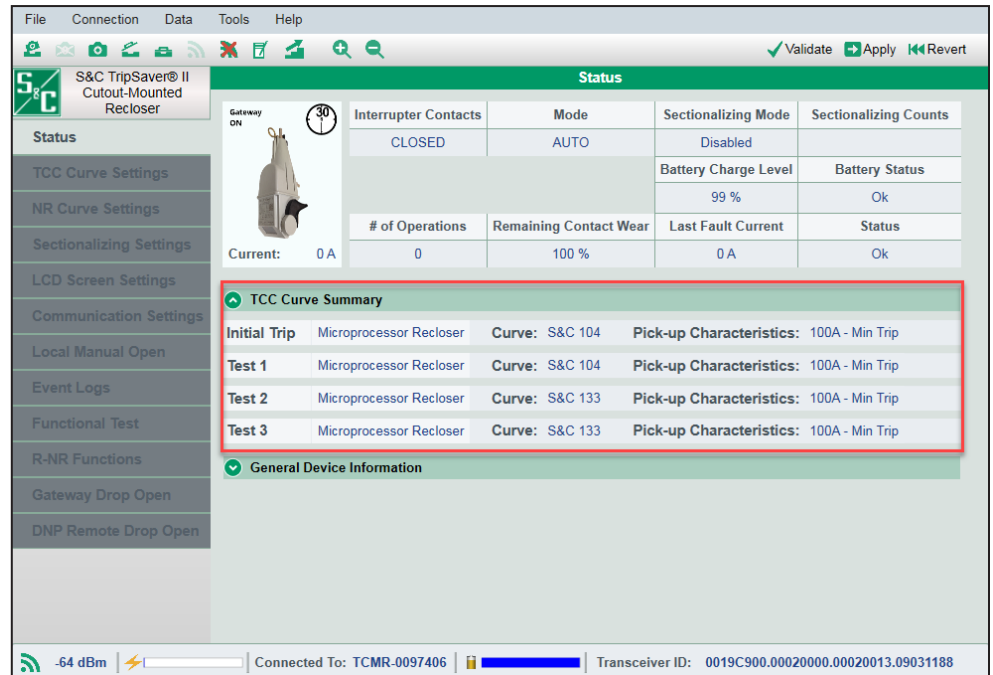 File Connection Data Tools Help
Validate Apply Revert
S&C
S&C TripSaver® II
Cutout-Mounted
Recloser
Status
TCC Curve Settings
NR Curve Settings
Sectionalizing Settings
LCD Screen Settings
Communication Settings
Local Manual Open
Event Logs
Functional Test
R-NR Functions
Gateway Drop Open
DNP Remote Drop Open
Status
Gateway
ON
30
Current: 0 A
Interrupter Contacts Mode Sectionalizing Mode Sectionalizing Counts
CLOSED AUTO Disabled
Battery Charge Level Battery Status
99 % Ok
# of Operations Remaining Contact Wear Last Fault Current Status
0 100 % 0 A Ok
TCC Curve Summary
Initial Trip Microprocessor Recloser Curve: S&C 104 Pick-up Characteristics: 100A - Min Trip
Test 1 Microprocessor Recloser Curve: S&C 104 Pick-up Characteristics: 100A - Min Trip
Test 2 Microprocessor Recloser Curve: S&C 133 Pick-up Characteristics: 100A - Min Trip
Test 3 Microprocessor Recloser Curve: S&C 133 Pick-up Characteristics: 100A - Min Trip
General Device Information
-64 dBm Connected To: TCMR-0097406 Transceiver ID: 0019C900.00020000.00020013.09031188